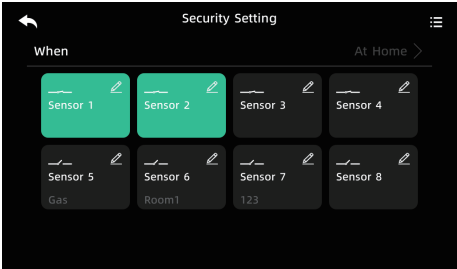 Security Setting
When At Home
Sensor 1 Sensor 2 Sensor 3 Sensor 4
Sensor 5 Sensor 6 Sensor 7 Sensor 8
Gas Room1 123